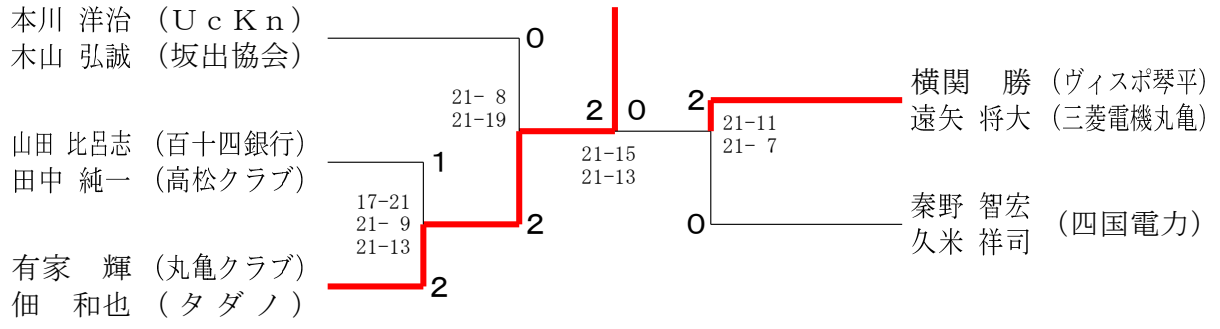 本川 洋治 (ＵｃＫｎ)
木山 弘誠 (坂出協会)
0
21- 8
21-19
山田 比呂志 (百十四銀行)
田中 純一 (高松クラブ)
1
17-21
21- 9
21-13
2
有家　輝 (丸亀クラブ)
佃　和也 (タダノ)
2
2 0
21-15
21-13
2
21-11
21- 7
横関　勝 (ヴィスポ琴平)
遠矢 将大 (三菱電機丸亀)
0
秦野 智宏
久米 祥司
(四国電力)